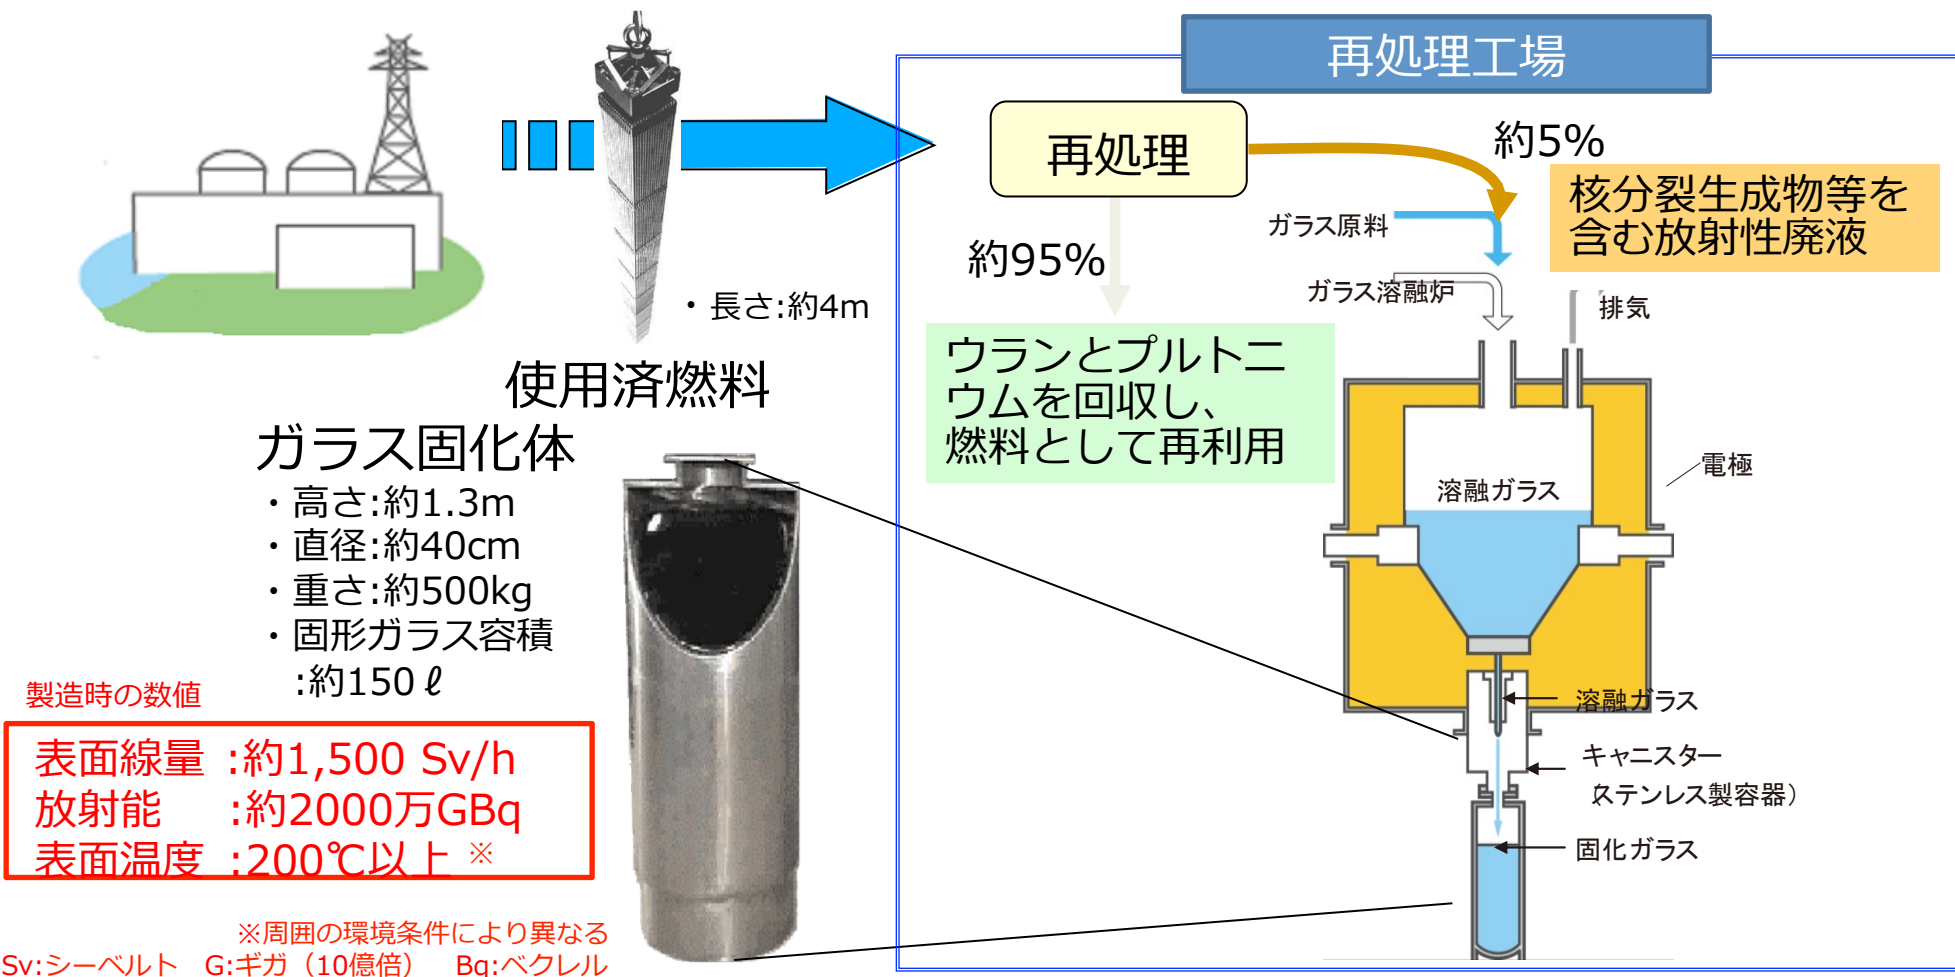 再処理工場
再処理
約5%
核分裂生成物等を
含む放射性廃液
ガラス原料
約95%
ガラス溶融炉
排気
・長さ:約4m
使用済燃料
ウランとプルトニ
ウムを回収し、
燃料として再利用
電極
溶融ガラス
ガラス固化体
・高さ:約1.3m
・直径:約40cm
・重さ:約500kg
・固形ガラス容積
:約150ℓ
製造時の数値
表面線量 :約1,500 Sv/h
放射能 :約2000万GBq
表面温度 :200℃以上 ※
※周囲の環境条件により異なる
Sv:シーベルト G:ギガ（10億倍） Bq:ベクレル
溶融ガラス
キャニスター
(ステンレス製容器)
固化ガラス